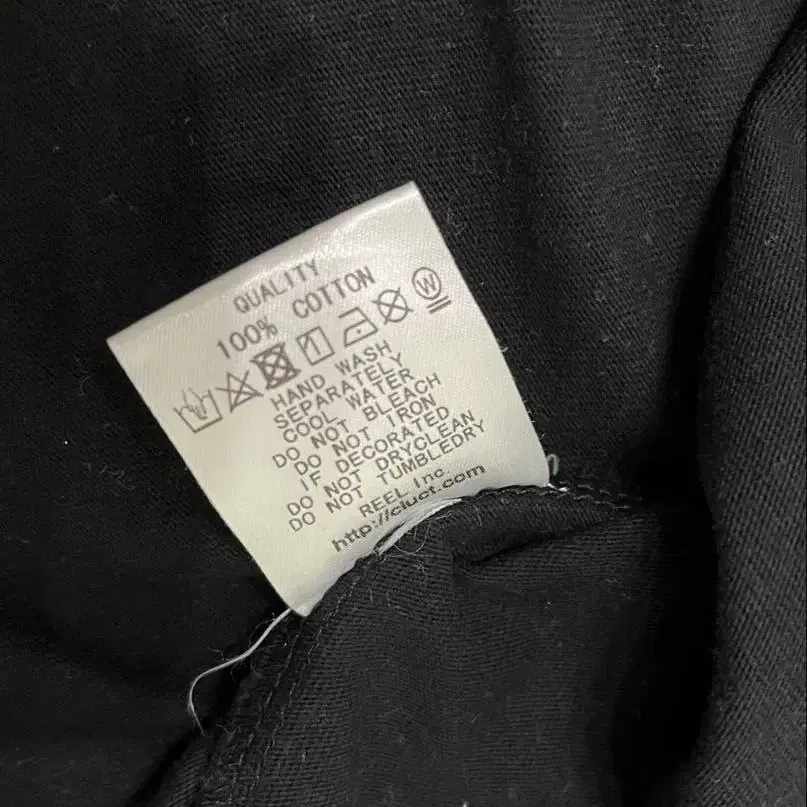 QUALITY
100% COTTON
W
HAND WASH
SEPARATELY
COOL WATER
DO NOT BLEACH
DO NOT IRON
IF DECORATED
DO NOT DRYCLEAN
DO NOT TUMBLEDRY
REEL Inc.
http://cluct.com